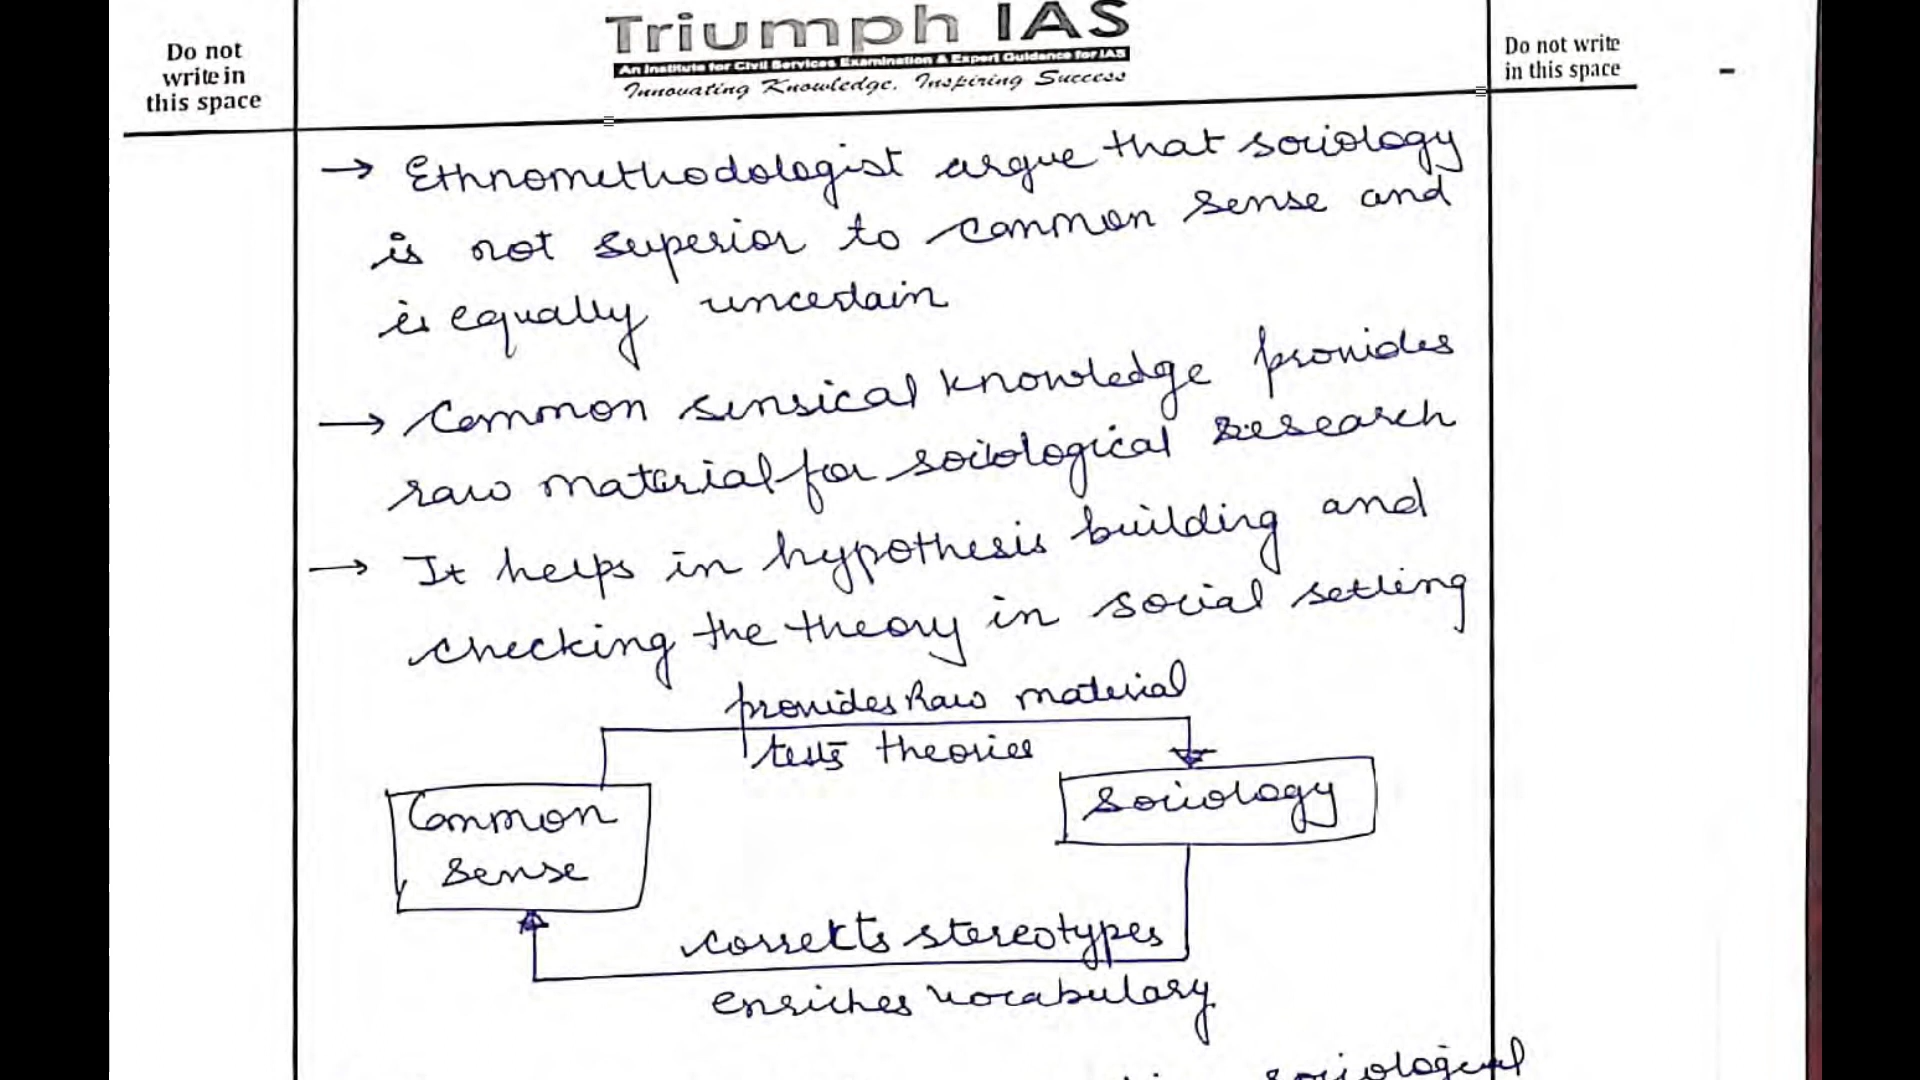 Do not
write in
this space
Triumph IAS
An Institute for Civil Services Examination & Expert Guidance for IAS
Innovating Knowledge, Inspiring Success
Do not write
in this space
→ Ethnomethodologist argue that sociology
is not superior to common sense and
is equally uncertain
→ Common sensical knowledge provides
raw material for sociological research
→ It helps in hypothesis building and
checking the theory in social setting
provides Raw material
tests theories
Common
Sense
Sociology
corrects stereotypes
enriches vocabulary
sociological